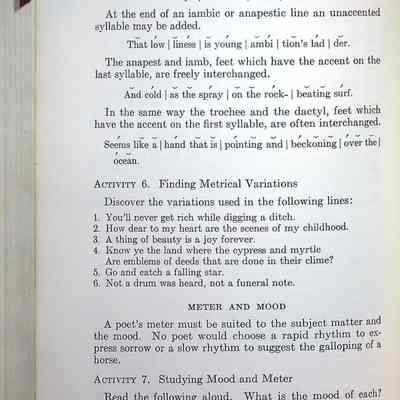 At the end of an iambic or anapestic line an unaccented
syllable may be added.
That low | liness | is young | ambi | tion's lad | der.
The anapest and iamb, feet which have the accent on the
last syllable, are freely interchanged.
And cold | as the spray | on the rock- | beating surf.
In the same way the trochee and the dactyl, feet which
have the accent on the first syllable, are often interchanged.
Seems like a | hand that is | pointing and | beckoning | over the |
ocean.
ACTIVITY 6. Finding Metrical Variations
Discover the variations used in the following lines:
1. You'll never get rich while digging a ditch.
2. How dear to my heart are the scenes of my childhood.
3. A thing of beauty is a joy forever.
4. Know ye the land where the cypress and myrtle
Are emblems of deeds that are done in their clime?
5. Go and catch a falling star.
6. Not a drum was heard, not a funeral note.
METER AND MOOD
A poet's meter must be suited to the subject matter and
the mood. No poet would choose a rapid rhythm to ex-
press sorrow or a slow rhythm to suggest the galloping of a
horse.
ACTIVITY 7. Studying Mood and Meter
Read the following aloud. What is the mood of each?